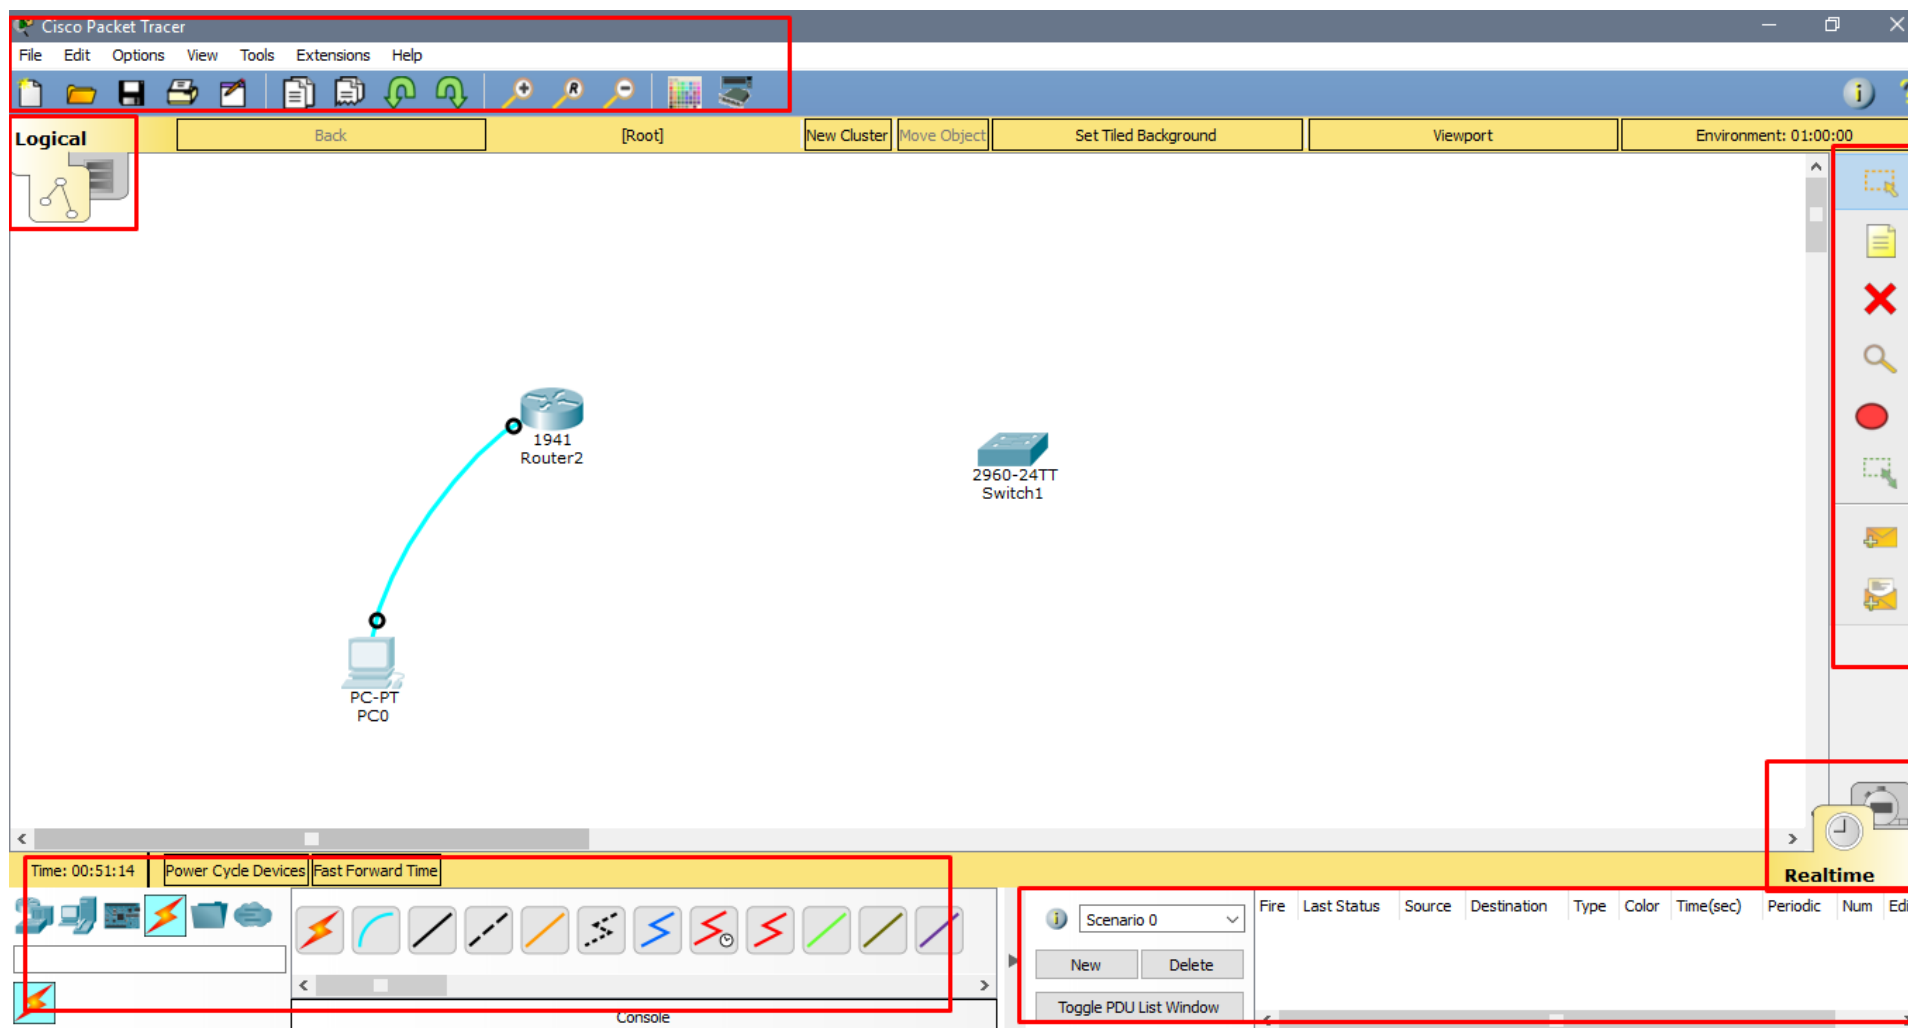 Cisco Packet Tracer
File Edit Options View Tools Extensions Help
R
i ?
Logical Back [Root] New Cluster Move Object Set Tiled Background Viewport Environment: 01:00:00
1941
Router2
2960-24TT
Switch1
PC-PT
PC0
Time: 00:51:14 Power Cycle Devices Fast Forward Time
Realtime
i Scenario 0 Fire Last Status Source Destination Type Color Time(sec) Periodic Num Edi
New Delete
Toggle PDU List Window
Console